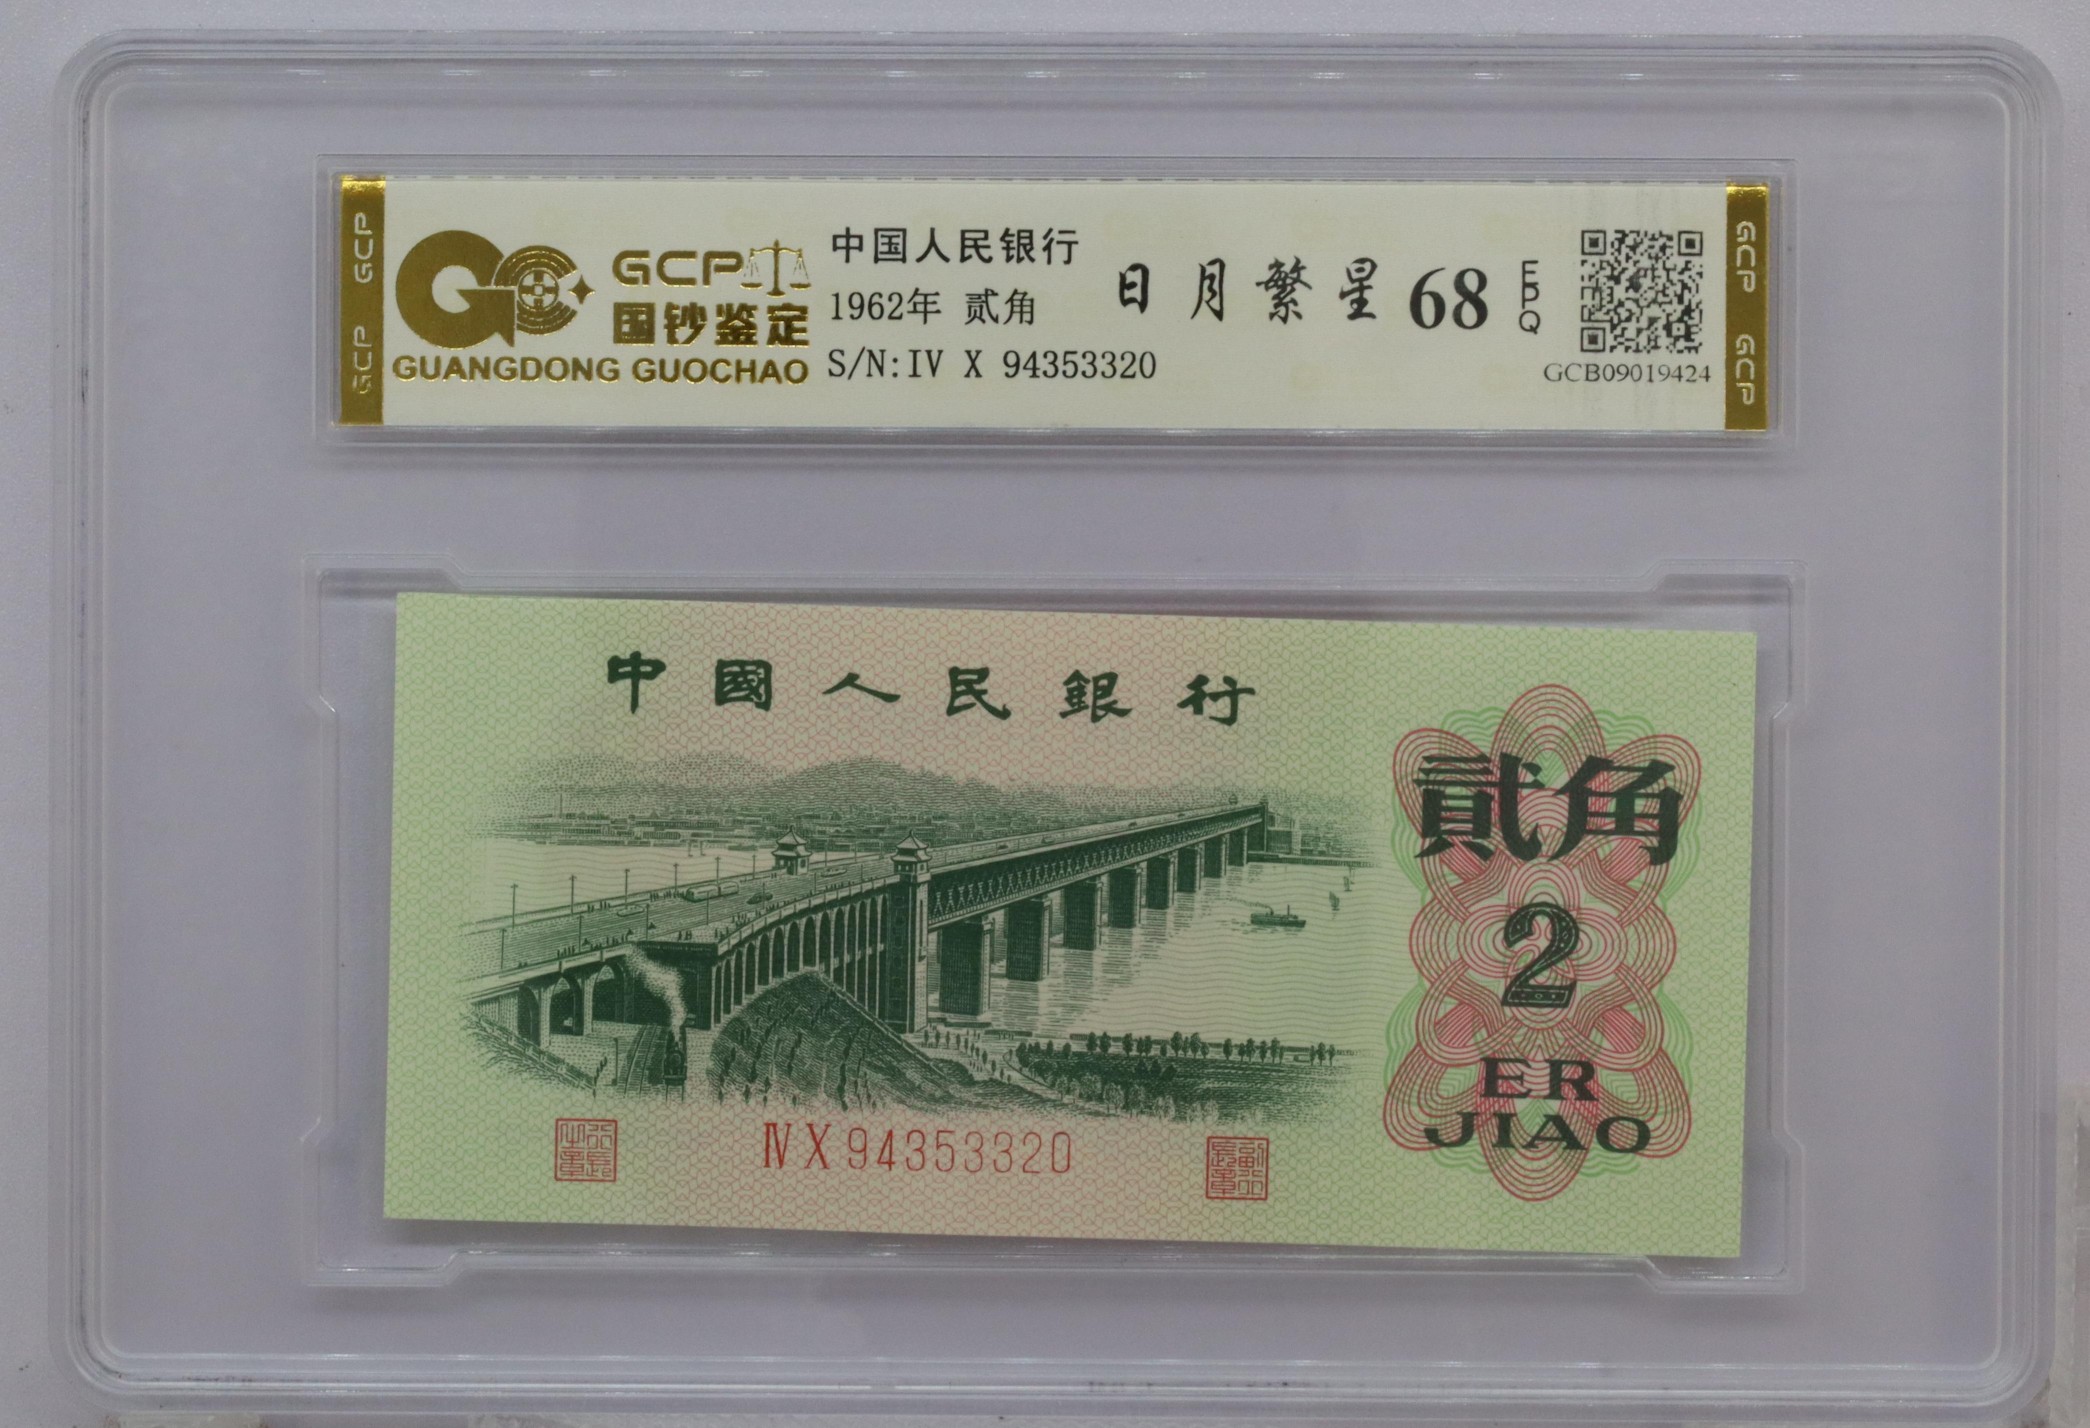 GCP GCP
GCP
国钞鉴定
GUANGDONG GUOCHAO
中国人民银行
1962年 贰角
S/N:IV X 94353320
日月繁星
68
EPQ
GCB09019424
GCP GCP
中國人民銀行
貳角
2
ER
JIAO
IV X 94353320